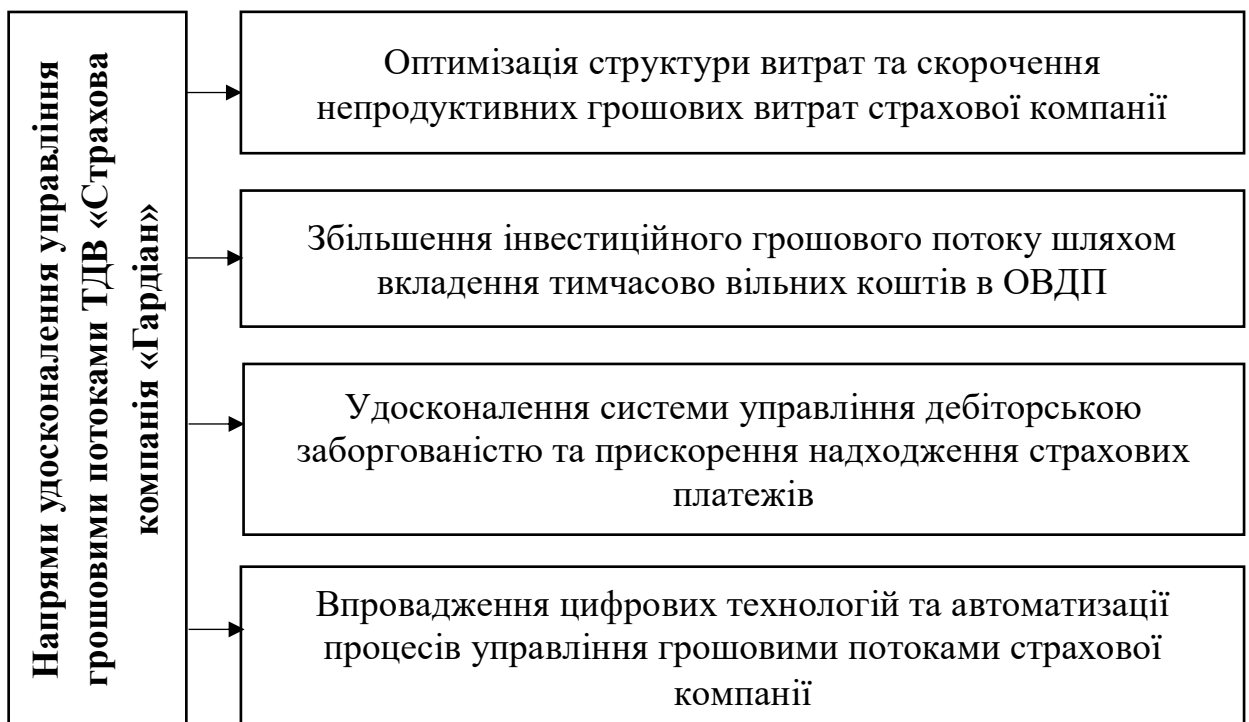 Напрями удосконалення управління
грошовими потоками ТДВ «Страхова
компанія «Гардіан»
Оптимізація структури витрат та скорочення
непродуктивних грошових витрат страхової компанії
Збільшення інвестиційного грошового потоку шляхом
вкладення тимчасово вільних коштів в ОВДП
Удосконалення системи управління дебіторською
заборгованістю та прискорення надходження страхових
платежів
Впровадження цифрових технологій та автоматизації
процесів управління грошовими потоками страхової
компанії